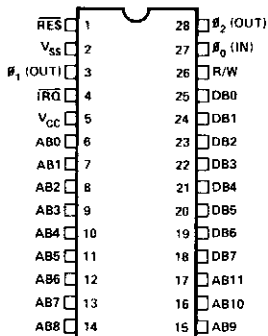 R̅E̅S̅ 1 28 Ø₂ (OUT)
Vss 2 27 Ø₀ (IN)
Ø₁ (OUT) 3 26 R/W
I̅R̅Q̅ 4 25 DB0
Vcc 5 24 DB1
AB0 6 23 DB2
AB1 7 22 DB3
AB2 8 21 DB4
AB3 9 20 DB5
AB4 10 19 DB6
AB5 11 18 DB7
AB6 12 17 AB11
AB7 13 16 AB10
AB8 14 15 AB9